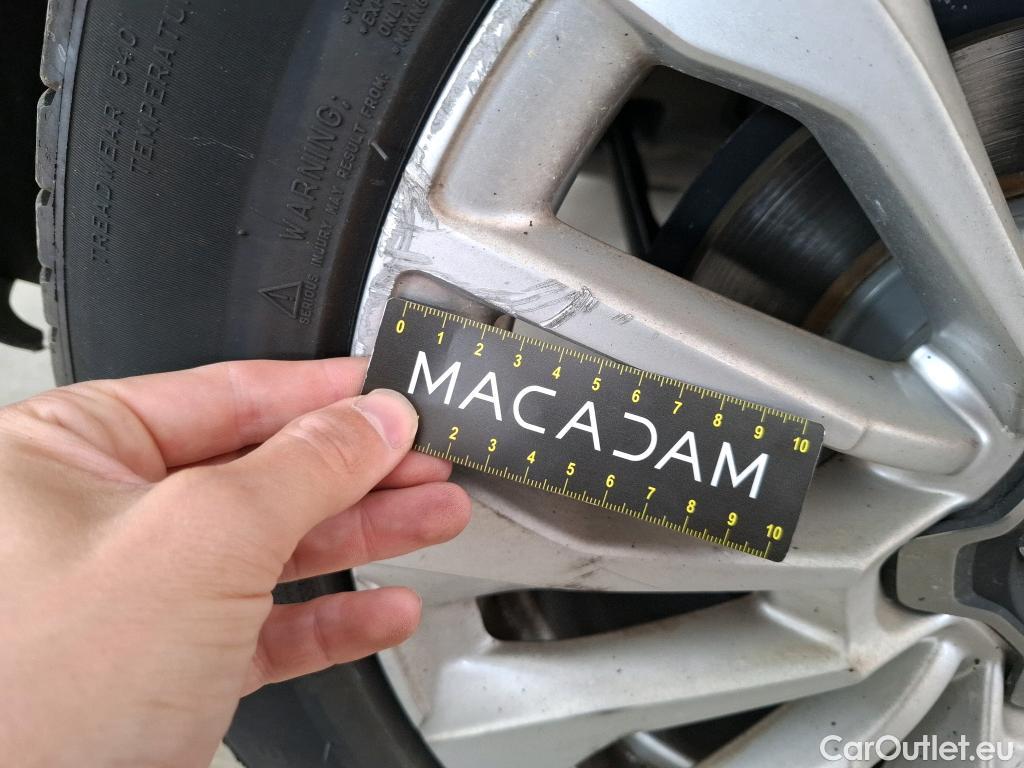 TREADWEAR 540
WARNING:
SERIOUS INJURY MAY RESULT FROM:
0 1 2 3 4 5 6 7 8 9 10
MACADAM
2 3 4 5 6 7 8 9 10
CarOutlet.eu